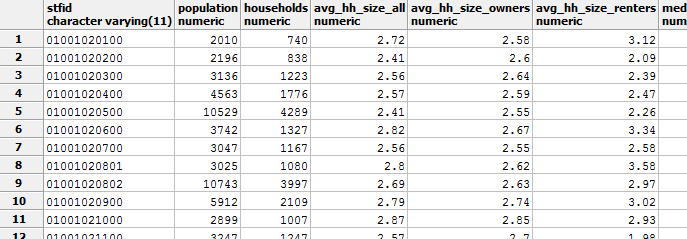 stfid population households avg_hh_size_all avg_hh_size_owners avg_hh_size_renters med
character varying(11) numeric numeric numeric numeric numeric num
1 01001020100 2010 740 2.72 2.58 3.12
2 01001020200 2196 838 2.41 2.6 2.09
3 01001020300 3136 1223 2.56 2.64 2.39
4 01001020400 4563 1776 2.57 2.59 2.47
5 01001020500 10529 4289 2.41 2.55 2.26
6 01001020600 3742 1327 2.82 2.67 3.34
7 01001020700 3047 1167 2.56 2.55 2.58
8 01001020801 3025 1080 2.8 2.62 3.58
9 01001020802 10743 3997 2.69 2.63 2.97
10 01001020900 5912 2109 2.79 2.74 3.02
11 01001021000 2899 1007 2.87 2.85 2.93
12 01001021100 3247 1247 2.57 2.7 1.98